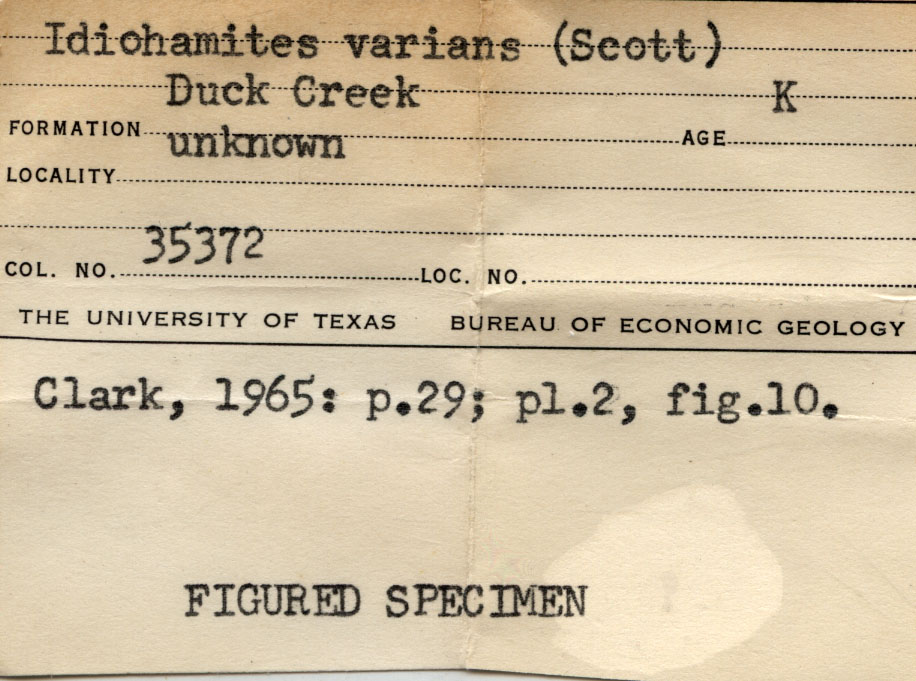 Idiohamites varians (Scott)
FORMATION Duck Creek AGE K
LOCALITY unknown
COL. NO. 35372 LOC. NO.
THE UNIVERSITY OF TEXAS BUREAU OF ECONOMIC GEOLOGY
Clark, 1965: p.29; pl.2, fig.10.
FIGURED SPECIMEN